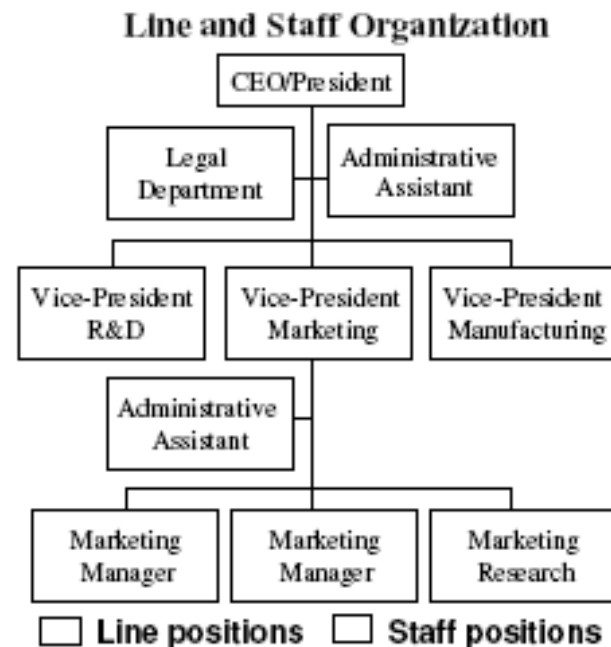 Line and Staff Organization
CEO/President
Legal
Department
Administrative
Assistant
Vice-President
R&D
Vice-President
Marketing
Vice-President
Manufacturing
Administrative
Assistant
Marketing
Manager
Marketing
Manager
Marketing
Research
Line positions
Staff positions